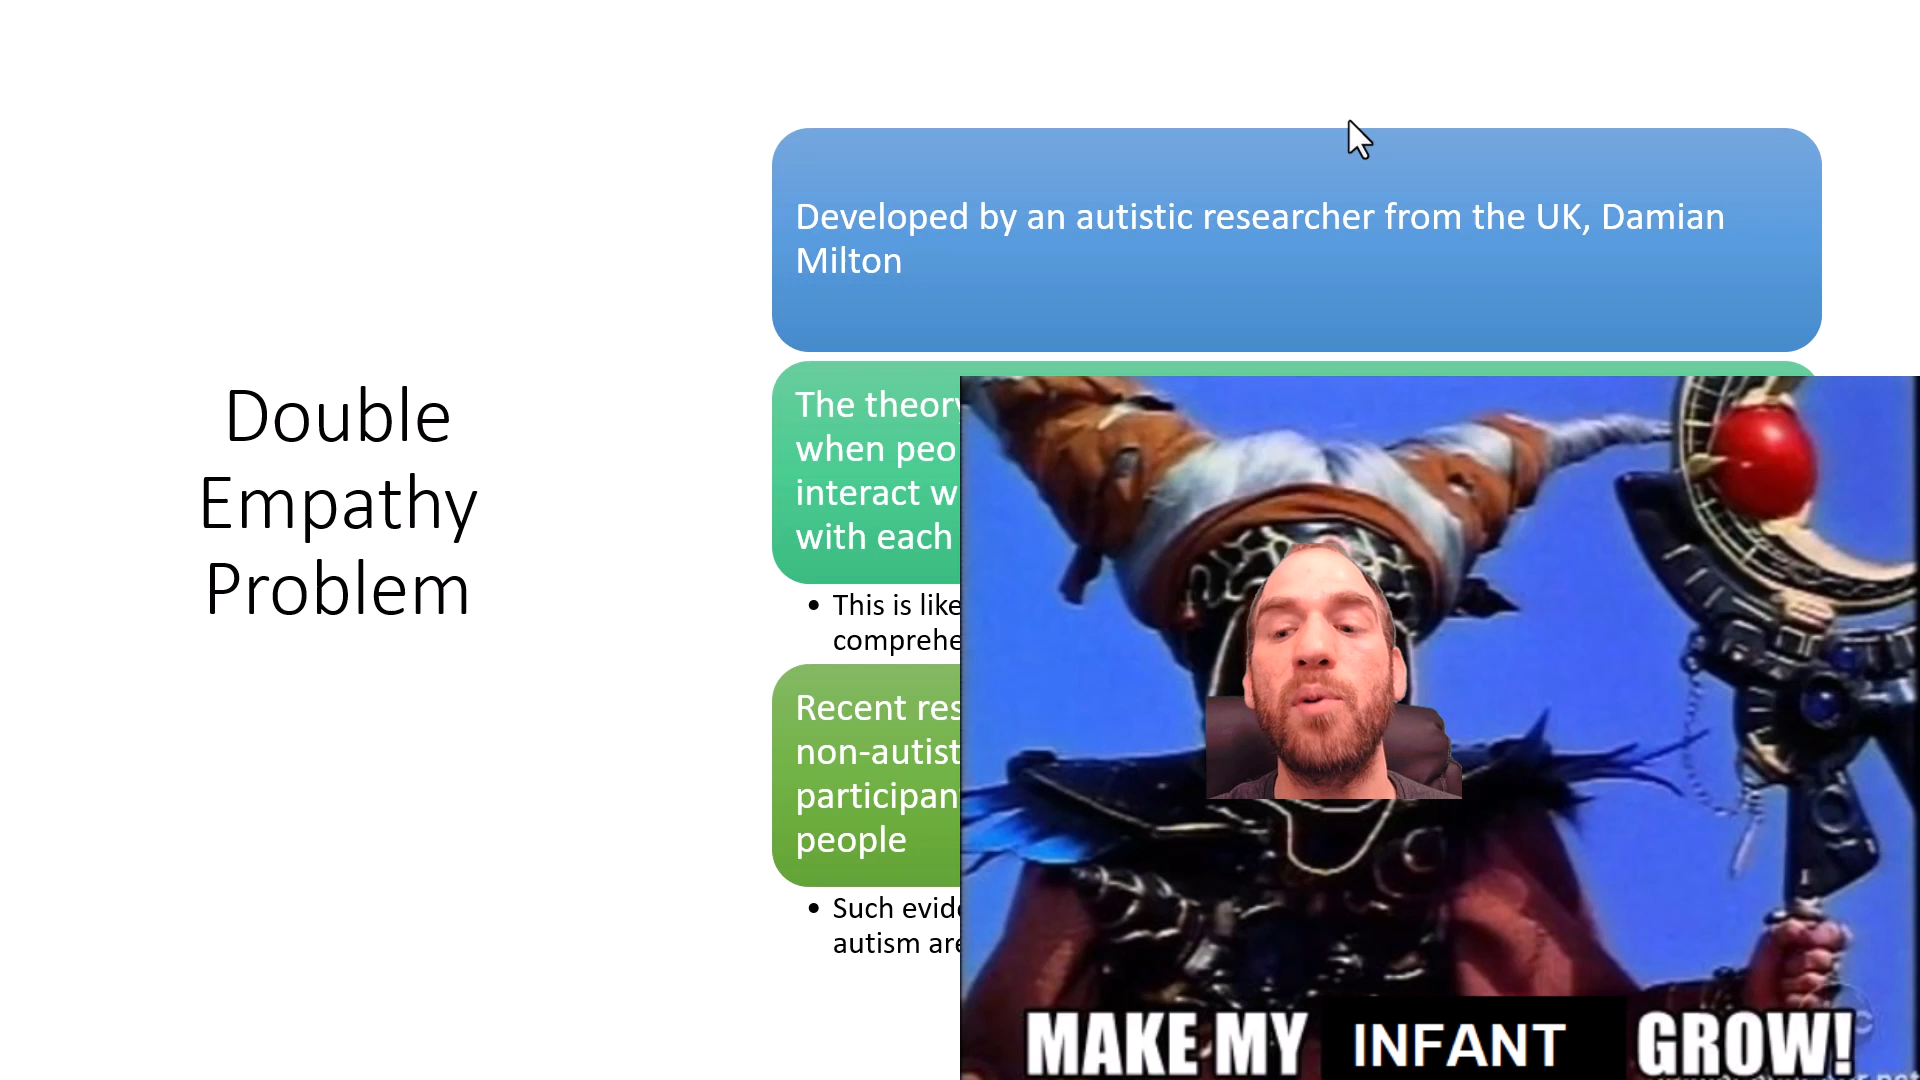 Double
Empathy
Problem
Developed by an autistic researcher from the UK, Damian
Milton
The theory
when peo
interact w
with each
• This is like
comprehe
Recent res
non-autist
participan
people
• Such evid
autism are
MAKE MY INFANT GROW!